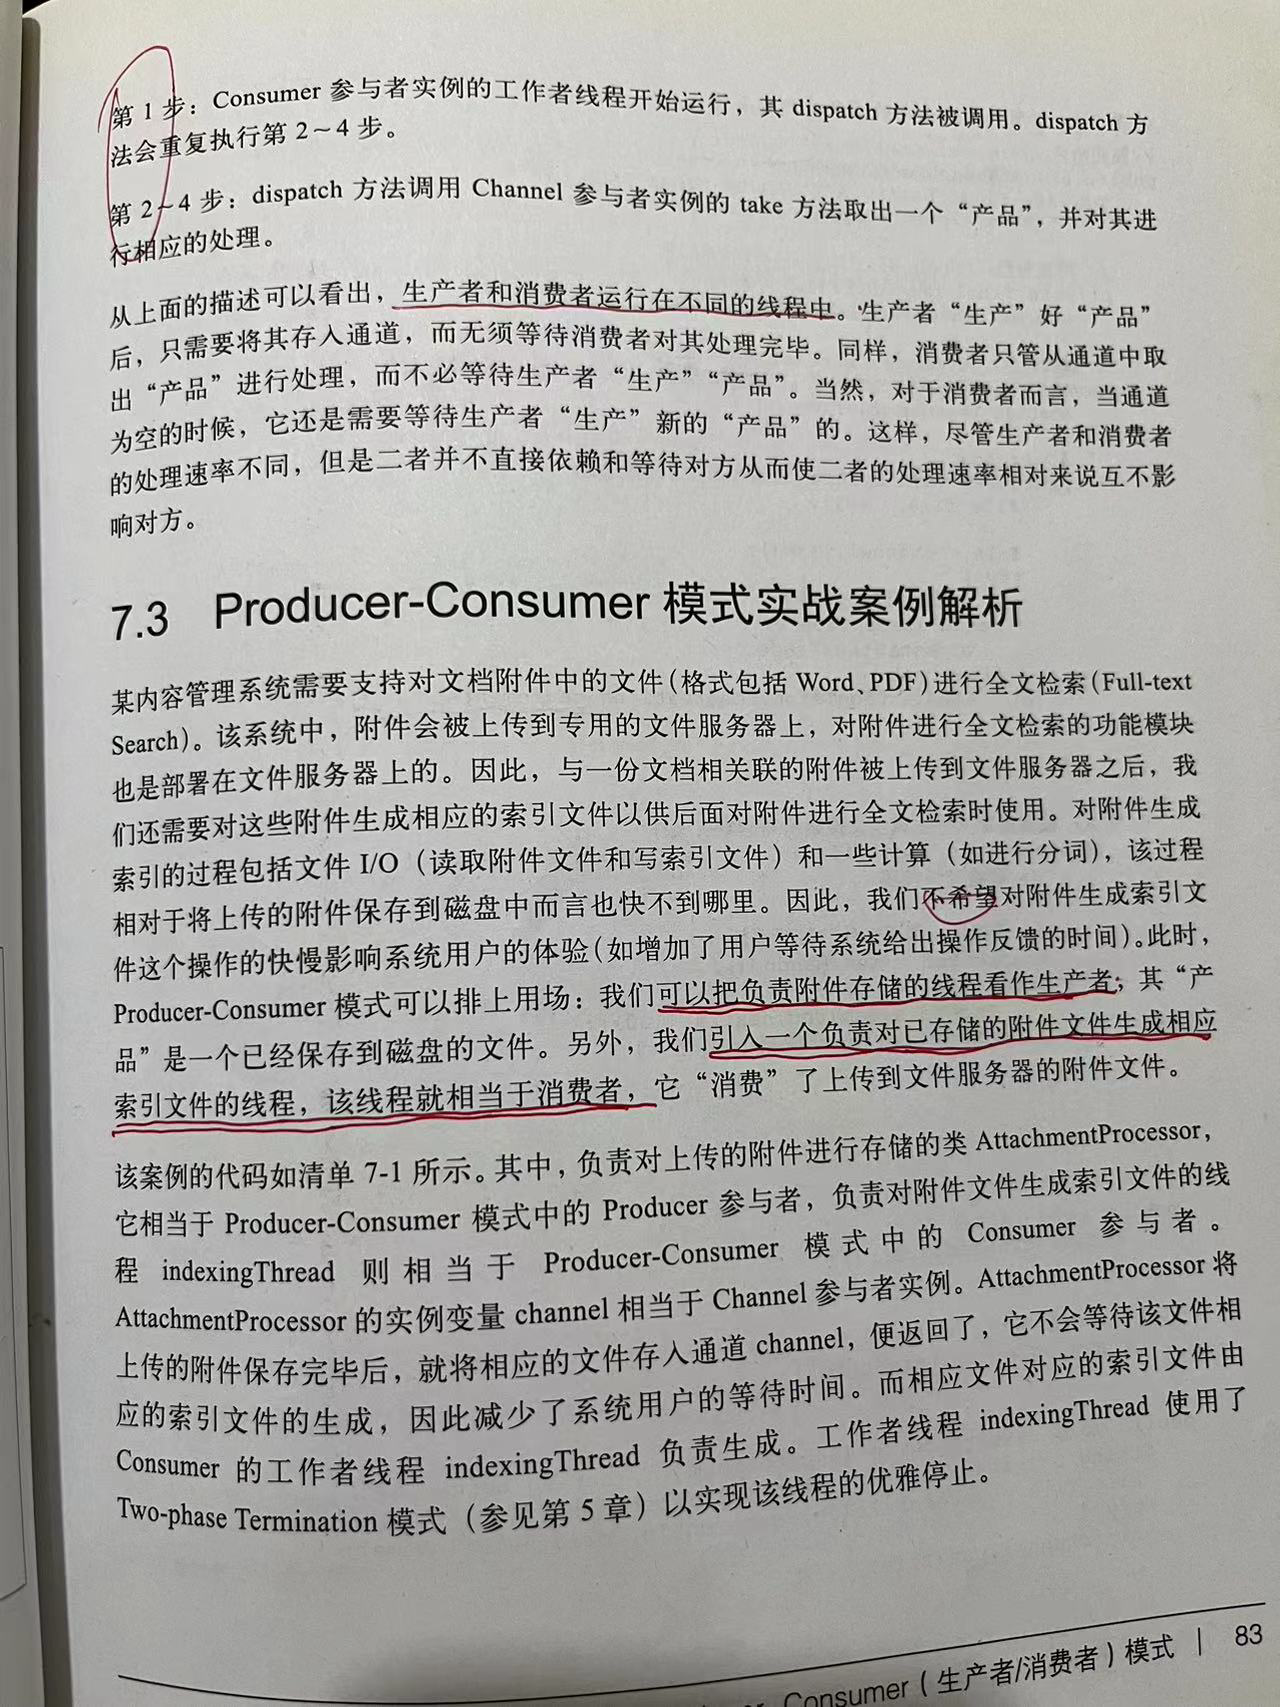 第 1 步：Consumer 参与者实例的工作者线程开始运行，其 dispatch 方法被调用。dispatch 方
法会重复执行第 2～4 步。
第 2～4 步：dispatch 方法调用 Channel 参与者实例的 take 方法取出一个“产品”，并对其进
行相应的处理。
从上面的描述可以看出，生产者和消费者运行在不同的线程中。生产者“生产”好“产品”
后，只需要将其存入通道，而无须等待消费者对其处理完毕。同样，消费者只管从通道中取
出“产品”进行处理，而不必等待生产者“生产”“产品”。当然，对于消费者而言，当通道
为空的时候，它还是需要等待生产者“生产”新的“产品”的。这样，尽管生产者和消费者
的处理速率不同，但是二者并不直接依赖和等待对方从而使二者的处理速率相对来说互不影
响对方。
7.3 Producer-Consumer 模式实战案例解析
某内容管理系统需要支持对文档附件中的文件（格式包括 Word、PDF）进行全文检索（Full-text
Search）。该系统中，附件会被上传到专用的文件服务器上，对附件进行全文检索的功能模块
也是部署在文件服务器上的。因此，与一份文档相关联的附件被上传到文件服务器之后，我
们还需要对这些附件生成相应的索引文件以供后面对附件进行全文检索时使用。对附件生成
索引的过程包括文件 I/O（读取附件文件和写索引文件）和一些计算（如进行分词），该过程
相对于将上传的附件保存到磁盘中而言也快不到哪里。因此，我们不希望对附件生成索引文
件这个操作的快慢影响系统用户的体验（如增加了用户等待系统给出操作反馈的时间）。此时，
Producer-Consumer 模式可以排上用场：我们可以把负责附件存储的线程看作生产者；其“产
品”是一个已经保存到磁盘的文件。另外，我们引入一个负责对已存储的附件文件生成相应
索引文件的线程，该线程就相当于消费者，它“消费”了上传到文件服务器的附件文件。
该案例的代码如清单 7-1 所示。其中，负责对上传的附件进行存储的类 AttachmentProcessor，
它相当于 Producer-Consumer 模式中的 Producer 参与者，负责对附件文件生成索引文件的线
程 indexingThread 则相当于 Producer-Consumer 模式中的 Consumer 参与者。
AttachmentProcessor 的实例变量 channel 相当于 Channel 参与者实例。AttachmentProcessor 将
上传的附件保存完毕后，就将相应的文件存入通道 channel，便返回了，它不会等待该文件相
应的索引文件的生成，因此减少了系统用户的等待时间。而相应文件对应的索引文件由
Consumer 的工作者线程 indexingThread 负责生成。工作者线程 indexingThread 使用了
Two-phase Termination 模式（参见第 5 章）以实现该线程的优雅停止。
Consumer（生产者/消费者）模式 | 83